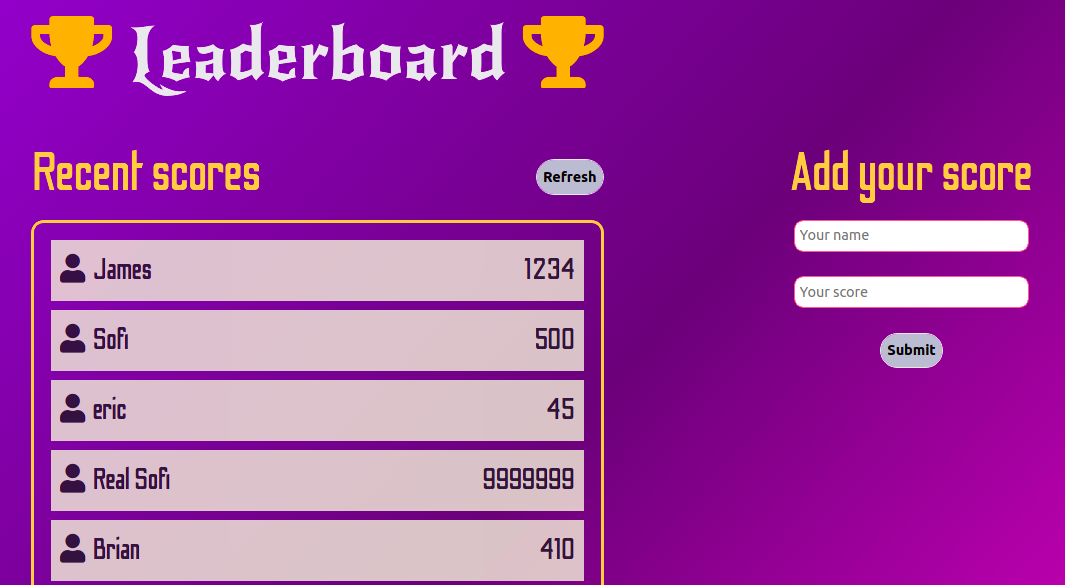 Leaderboard
Recent scores
Refresh
James 1234
Sofi 500
eric 45
Real Sofi 9999999
Brian 410
Add your score
Your name
Your score
Submit